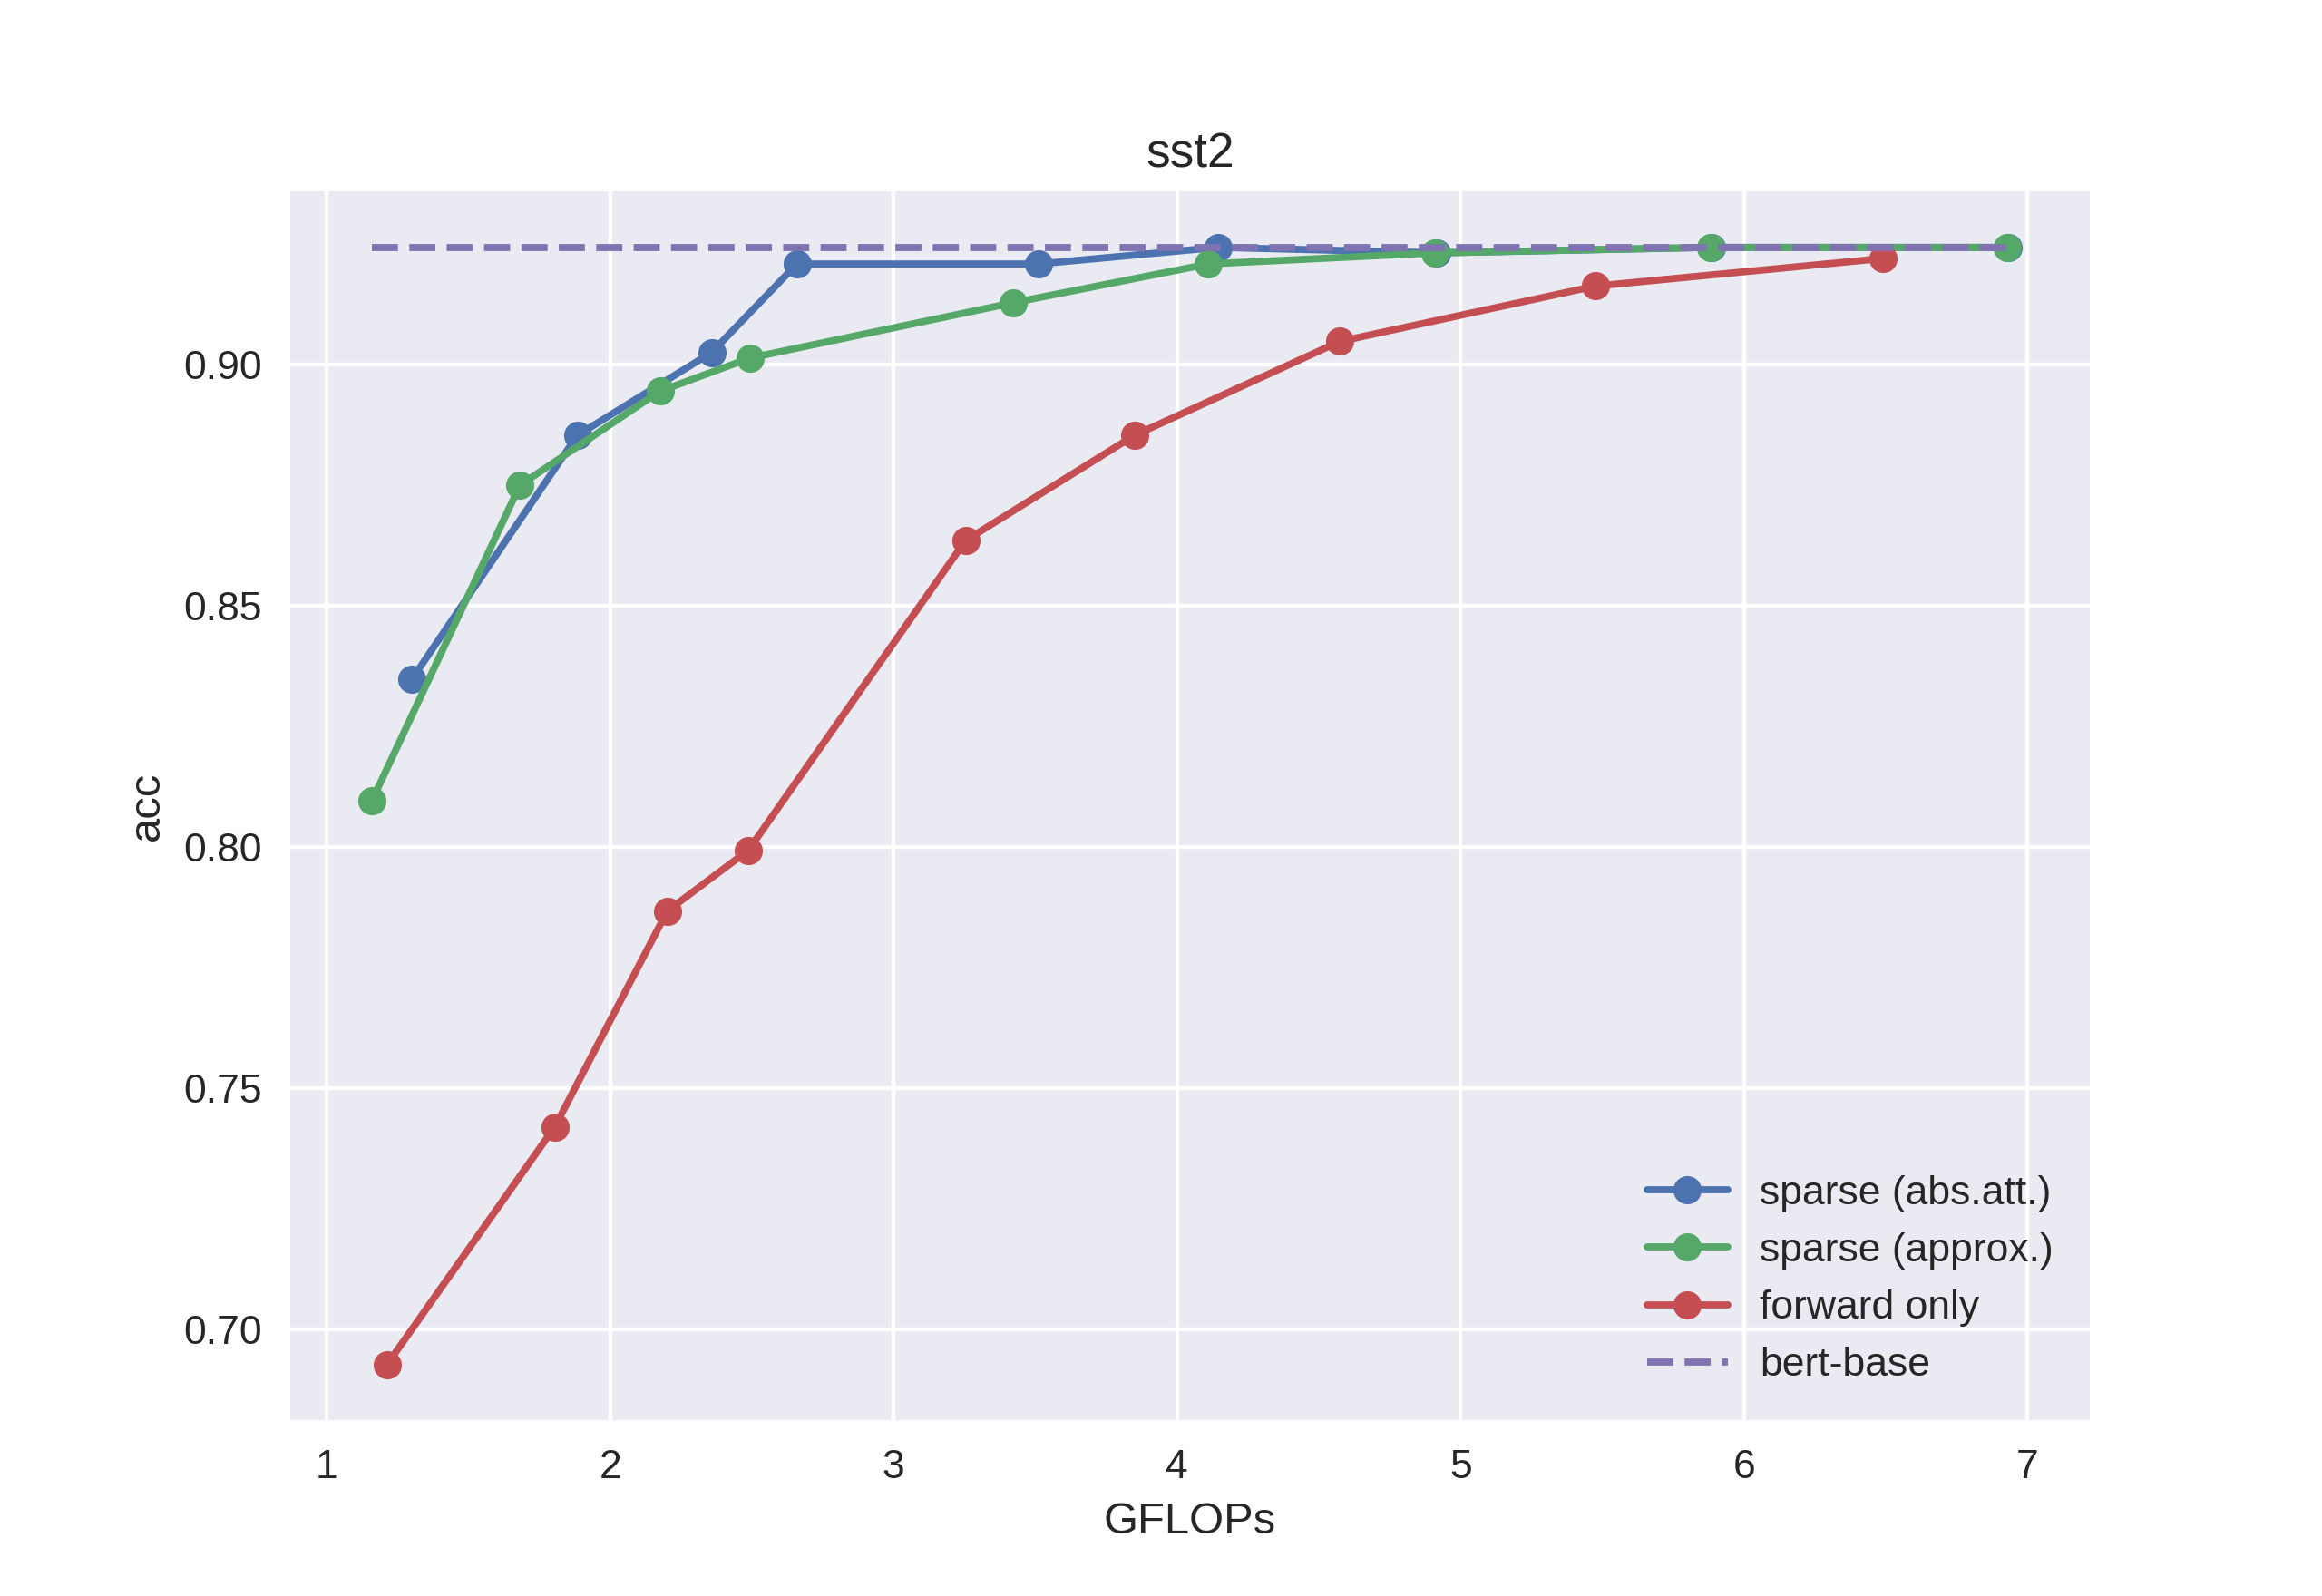 sst2
acc
0.90
0.85
0.80
0.75
0.70
sparse (abs.att.)
sparse (approx.)
forward only
bert-base
1 2 3 4 5 6 7
GFLOPs